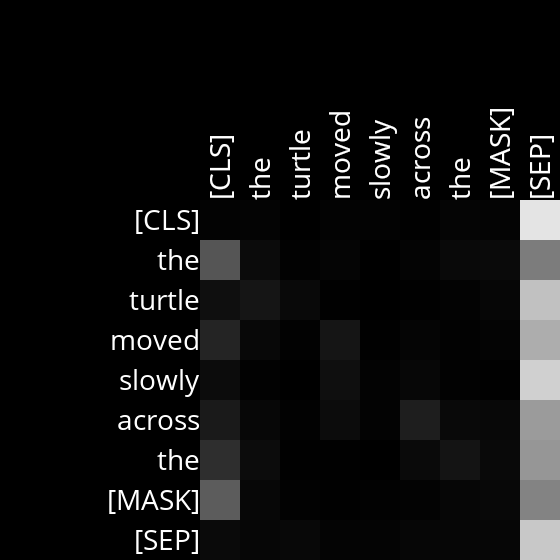 [CLS]
the
turtle
moved
slowly
across
the
[MASK]
[SEP]
[CLS]
the
turtle
moved
slowly
across
the
[MASK]
[SEP]